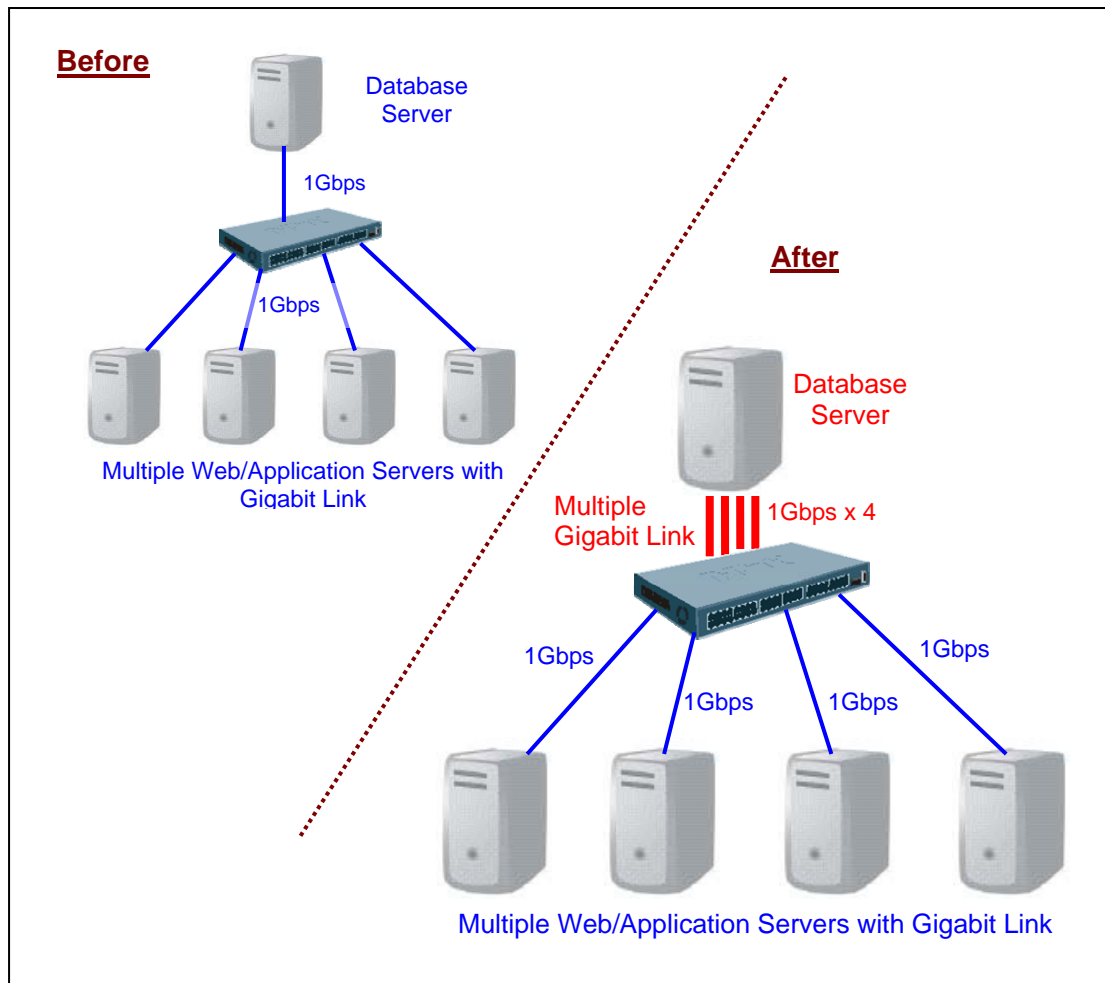 Before
Database
Server
1Gbps
1Gbps
Multiple Web/Application Servers with
Gigabit Link
After
Database
Server
Multiple
Gigabit Link
1Gbps x 4
1Gbps
1Gbps
1Gbps
1Gbps
Multiple Web/Application Servers with Gigabit Link